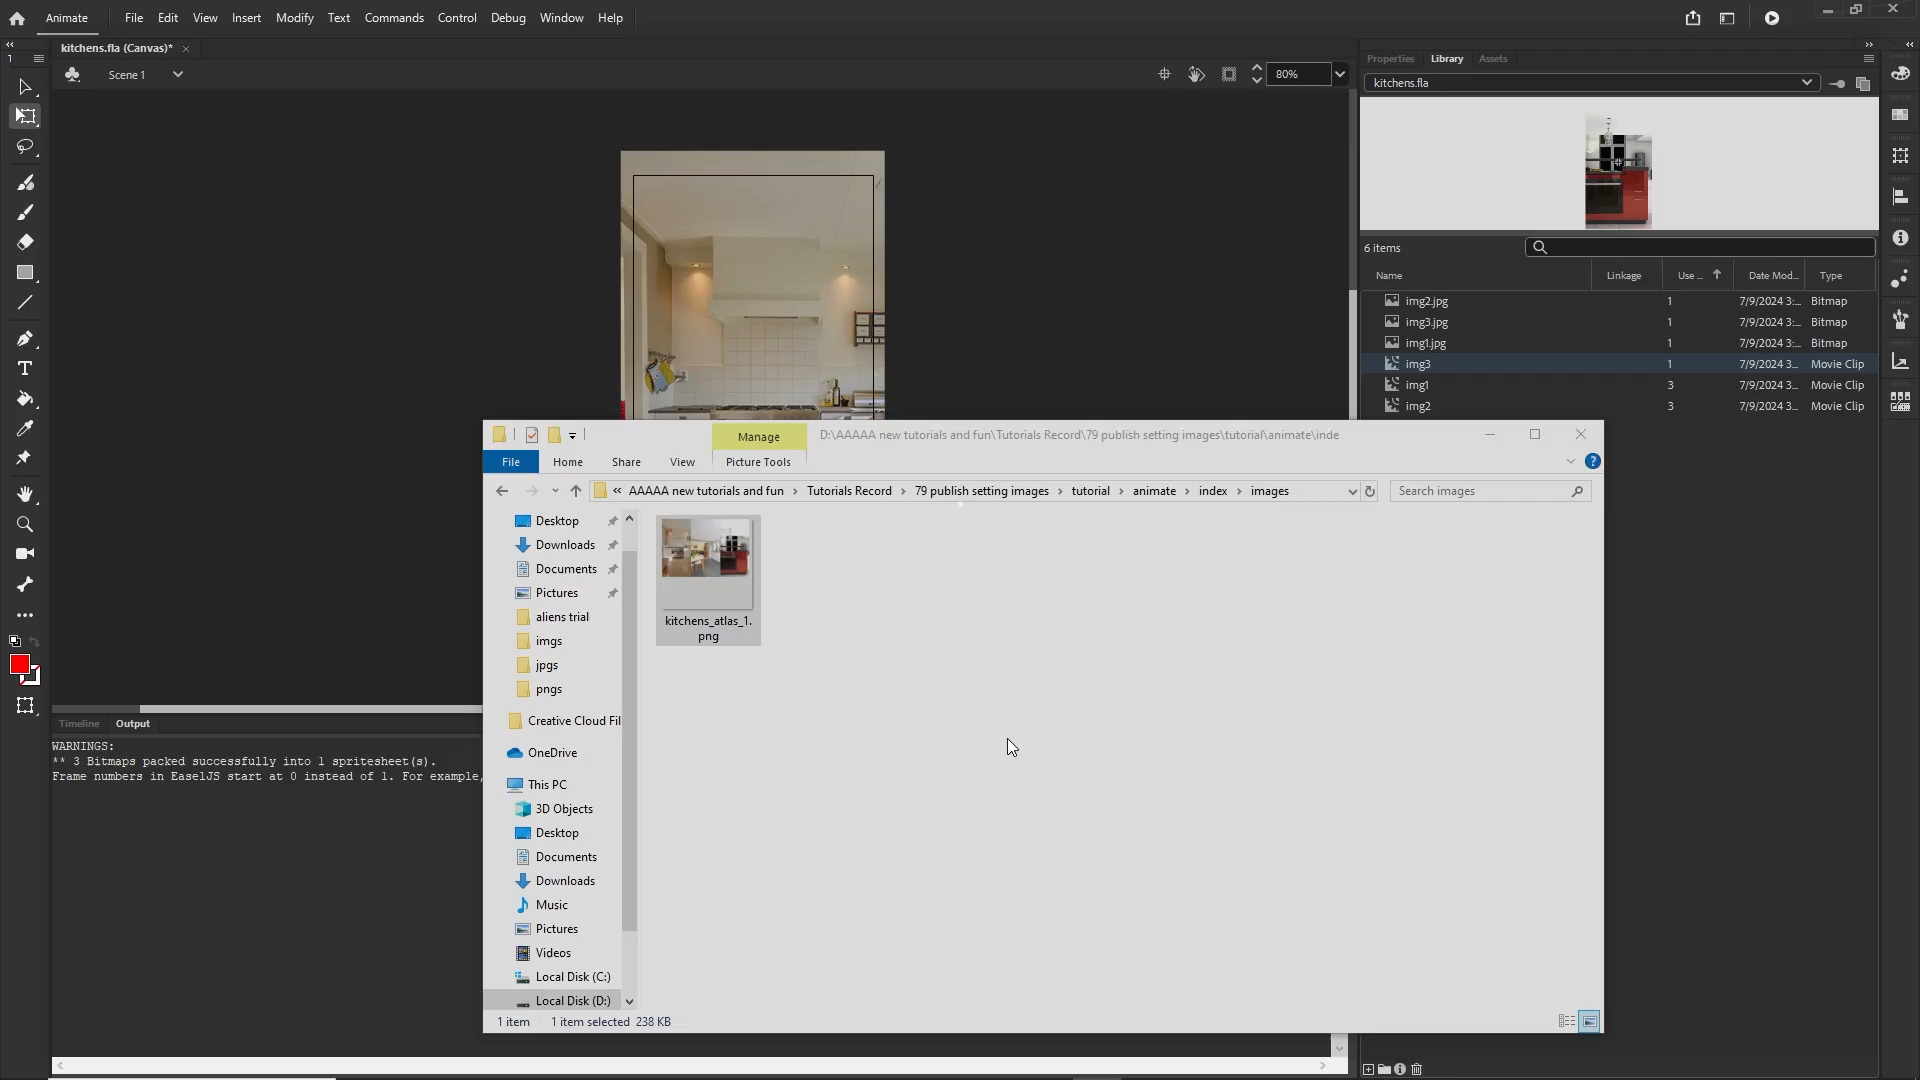 Animate File Edit View Insert Modify Text Commands Control Debug Window Help
kitchens.fla (Canvas)*
Scene 1
80%
Properties Library Assets
kitchens.fla
6 items
Name Linkage Use ... Date Mod... Type
img2.jpg 1 7/9/2024 3:... Bitmap
img3.jpg 1 7/9/2024 3:... Bitmap
img1.jpg 1 7/9/2024 3:... Bitmap
img3 1 7/9/2024 3... Movie Clip
img1 3 7/9/2024 3... Movie Clip
img2 3 7/9/2024 3... Movie Clip
Manage D:\AAAAA new tutorials and fun\Tutorials Record\79 publish setting images\tutorial\animate\inde
File Home Share View Picture Tools
« AAAAA new tutorials and fun › Tutorials Record › 79 publish setting images › tutorial › animate › index › images
Search images
Desktop
Downloads
Documents
Pictures
aliens trial
imgs
jpgs
pngs
Creative Cloud Fil
OneDrive
This PC
3D Objects
Desktop
Documents
Downloads
Music
Pictures
Videos
Local Disk (C:)
Local Disk (D:)
kitchens_atlas_1.
png
1 item 1 item selected 238 KB
Timeline Output
WARNINGS:
** 3 Bitmaps packed successfully into 1 spritesheet(s).
Frame numbers in EaselJS start at 0 instead of 1. For example,